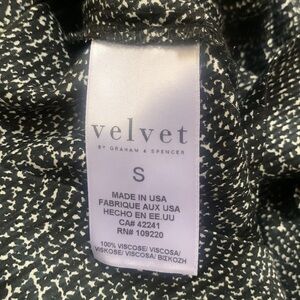 velvet
BY GRAHAM & SPENCER
S
MADE IN USA
FABRIQUE AUX USA
HECHO EN EE.UU
CA# 42241
RN# 109220
100% VISCOSE/ VISCOSA/
VISKOSE/ VISCOSA/ ΒΙΣΚΟΖΗ